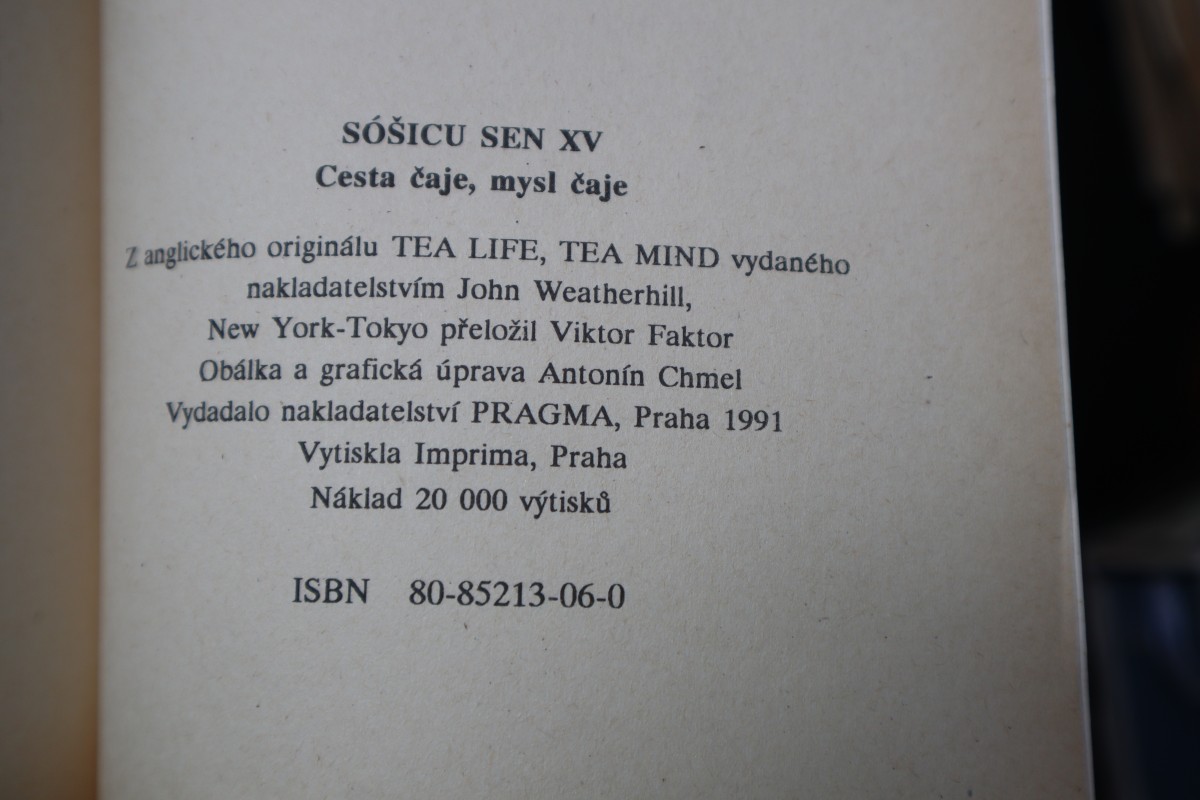 SÓŠICU SEN XV
Cesta čaje, mysl čaje
Z anglického originálu TEA LIFE, TEA MIND vydaného
nakladatelstvím John Weatherhill,
New York-Tokyo přeložil Viktor Faktor
Obálka a grafická úprava Antonín Chmel
Vydadalo nakladatelství PRAGMA, Praha 1991
Vytiskla Imprima, Praha
Náklad 20 000 výtisků
ISBN 80-85213-06-0